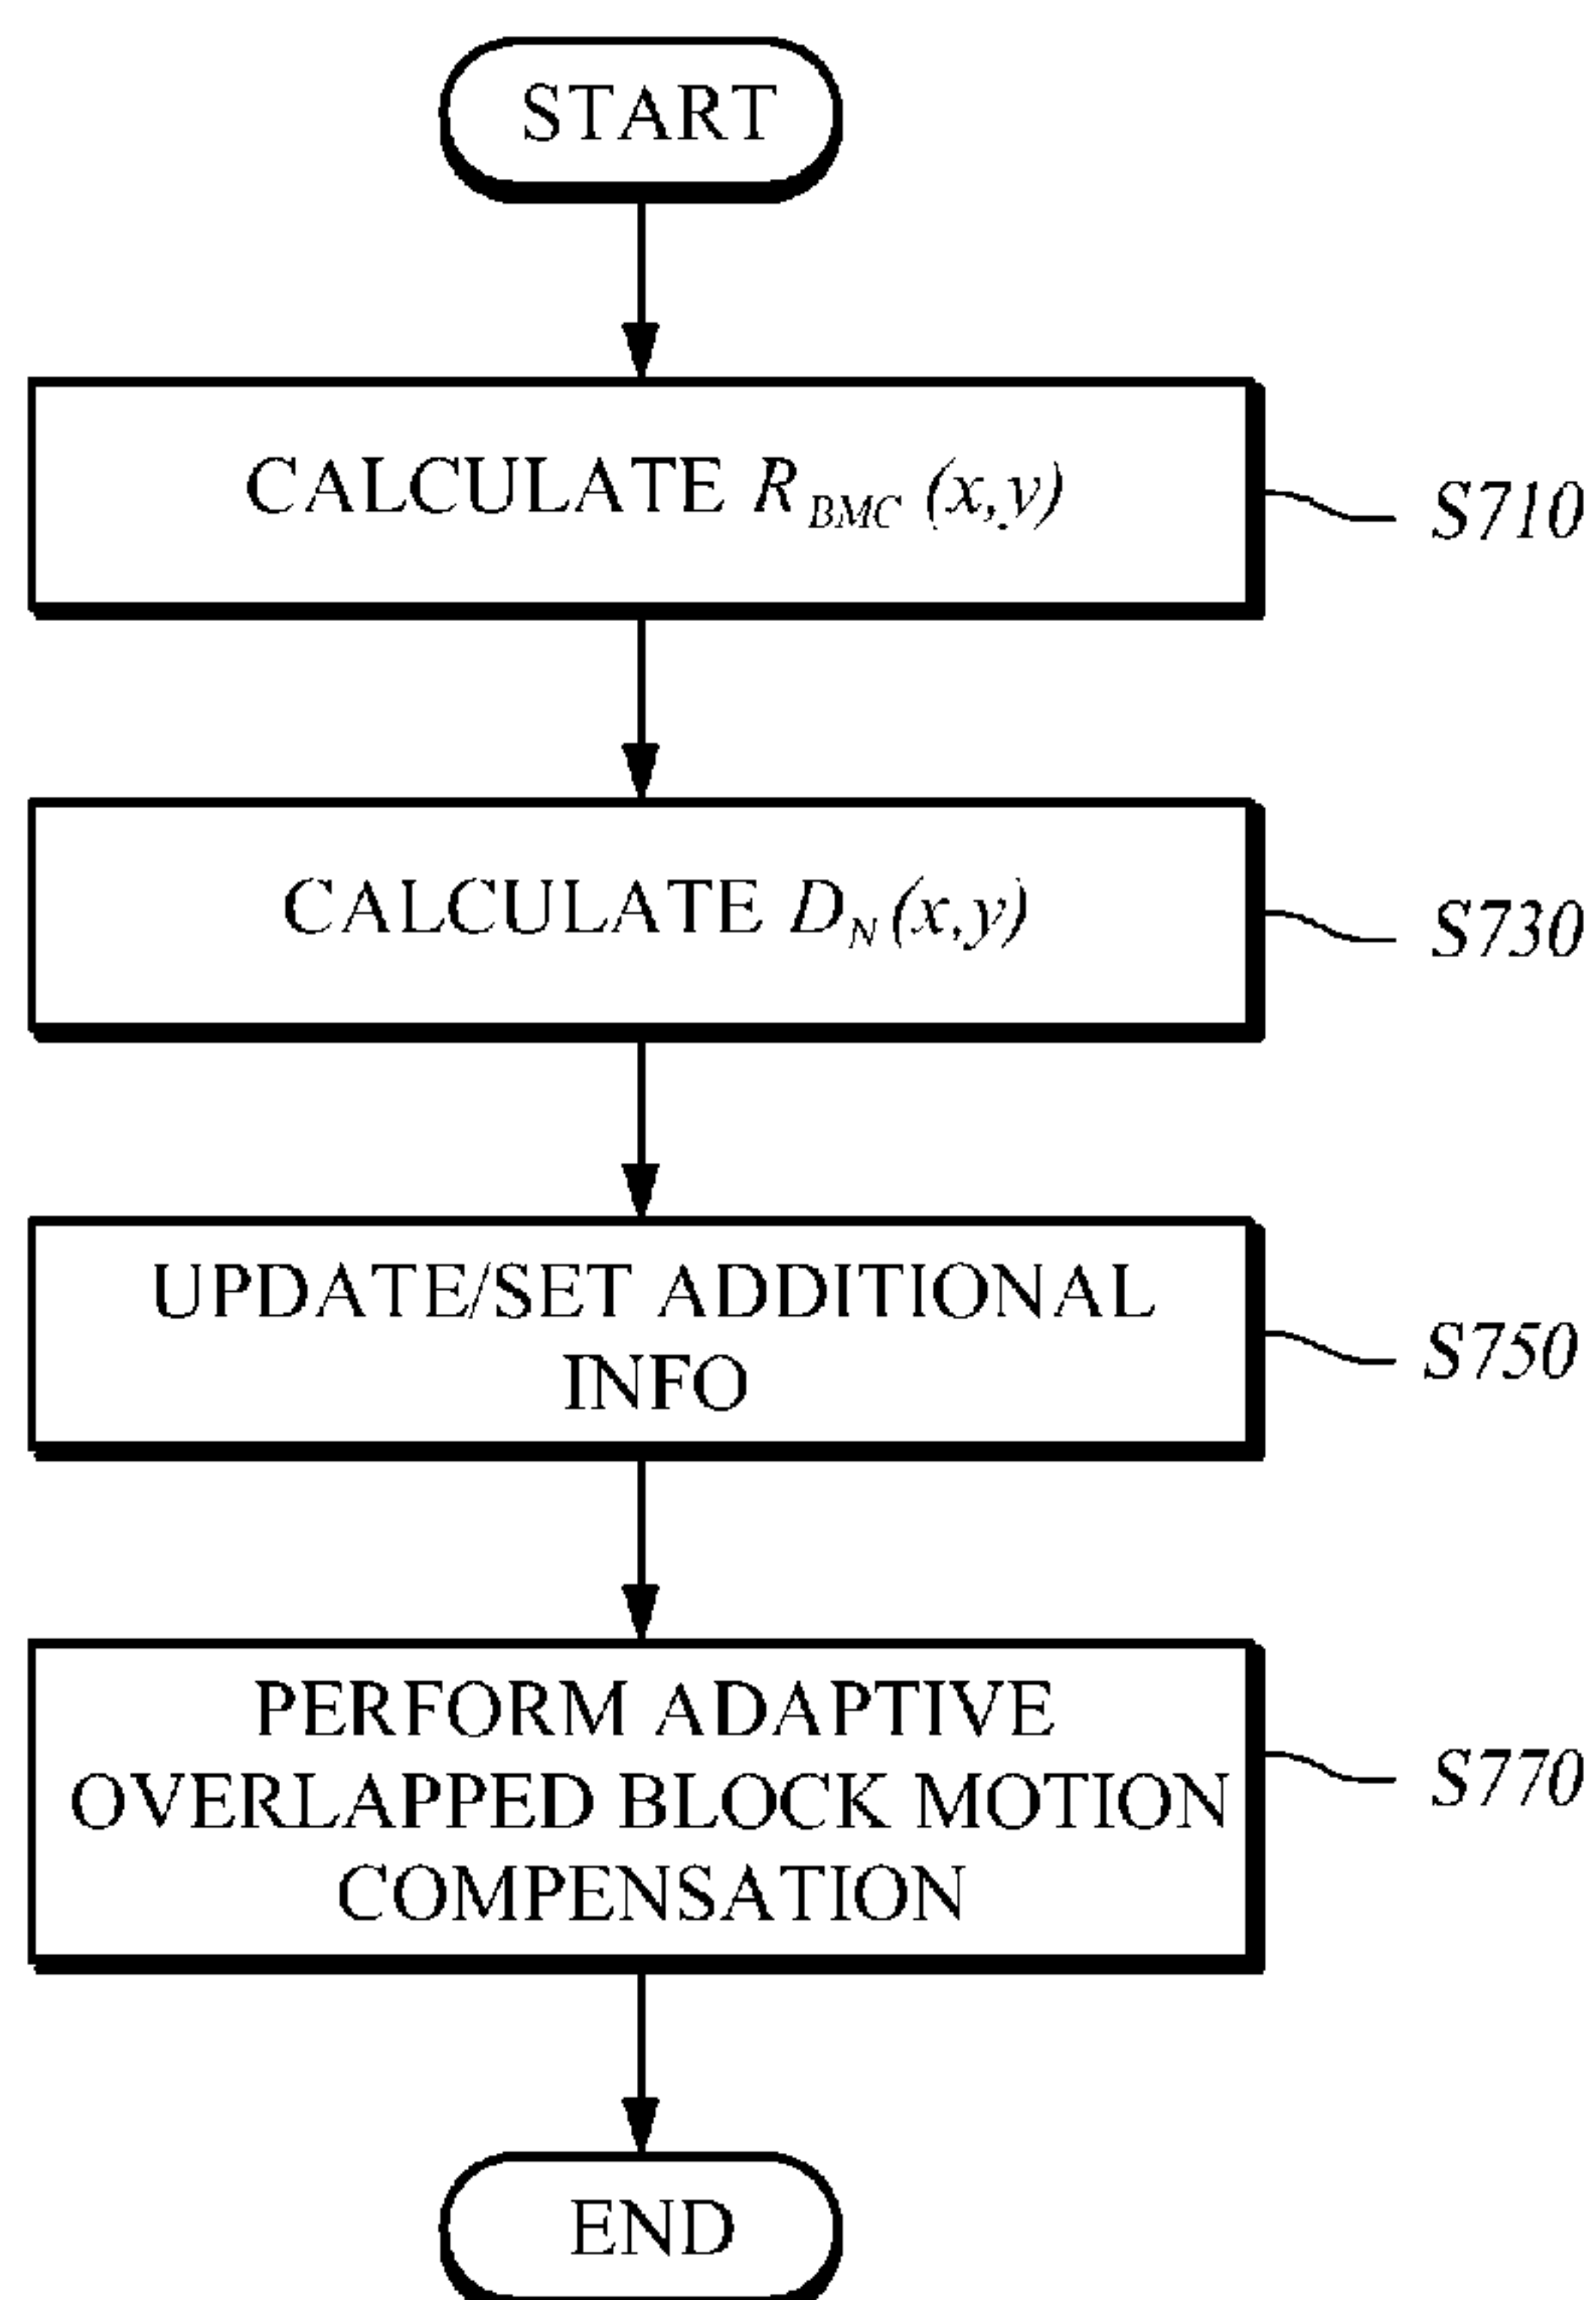 START
CALCULATE R_BMC (x,y)
S710
CALCULATE D_N (x,y)
S730
UPDATE/SET ADDITIONAL
INFO
S750
PERFORM ADAPTIVE
OVERLAPPED BLOCK MOTION
COMPENSATION
S770
END